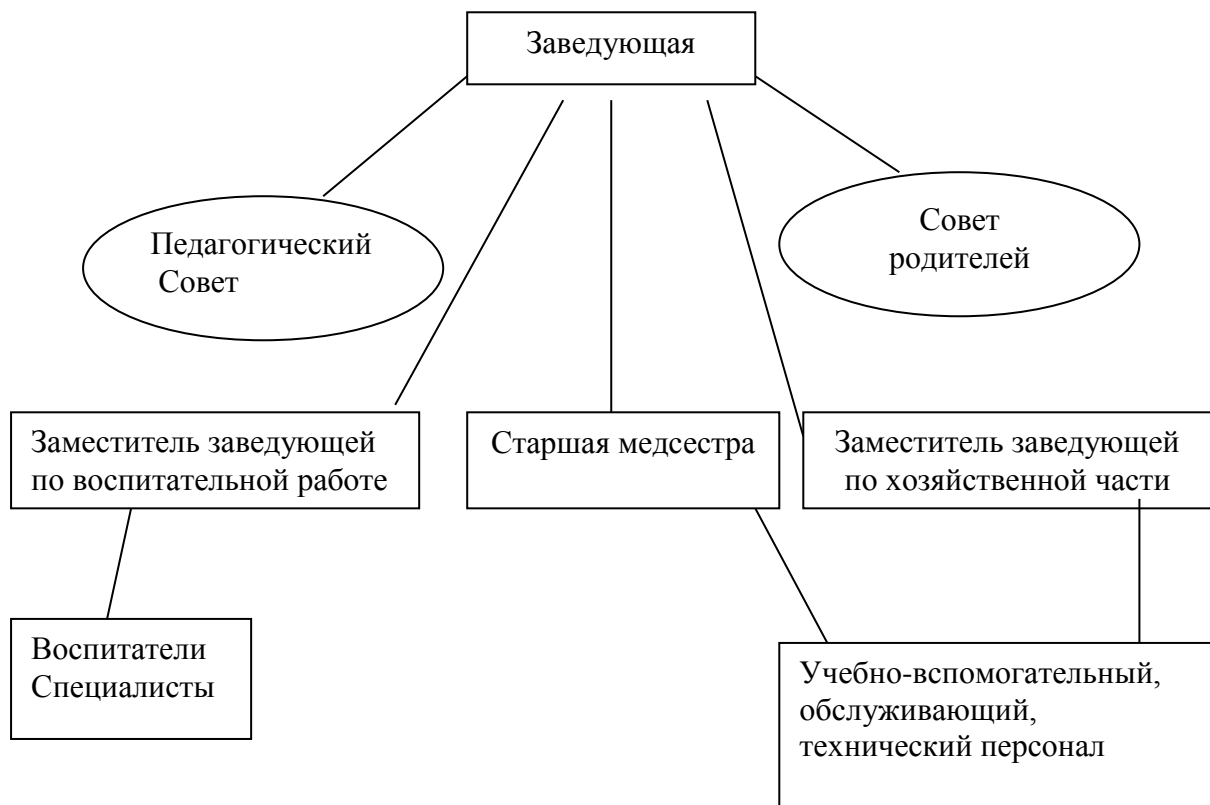 Заведующая
Педагогический
Совет
Совет
родителей
Заместитель заведующей
по воспитательной работе
Старшая медсестра
Заместитель заведующей
по хозяйственной части
Воспитатели
Специалисты
Учебно-вспомогательный,
обслуживающий,
технический персонал